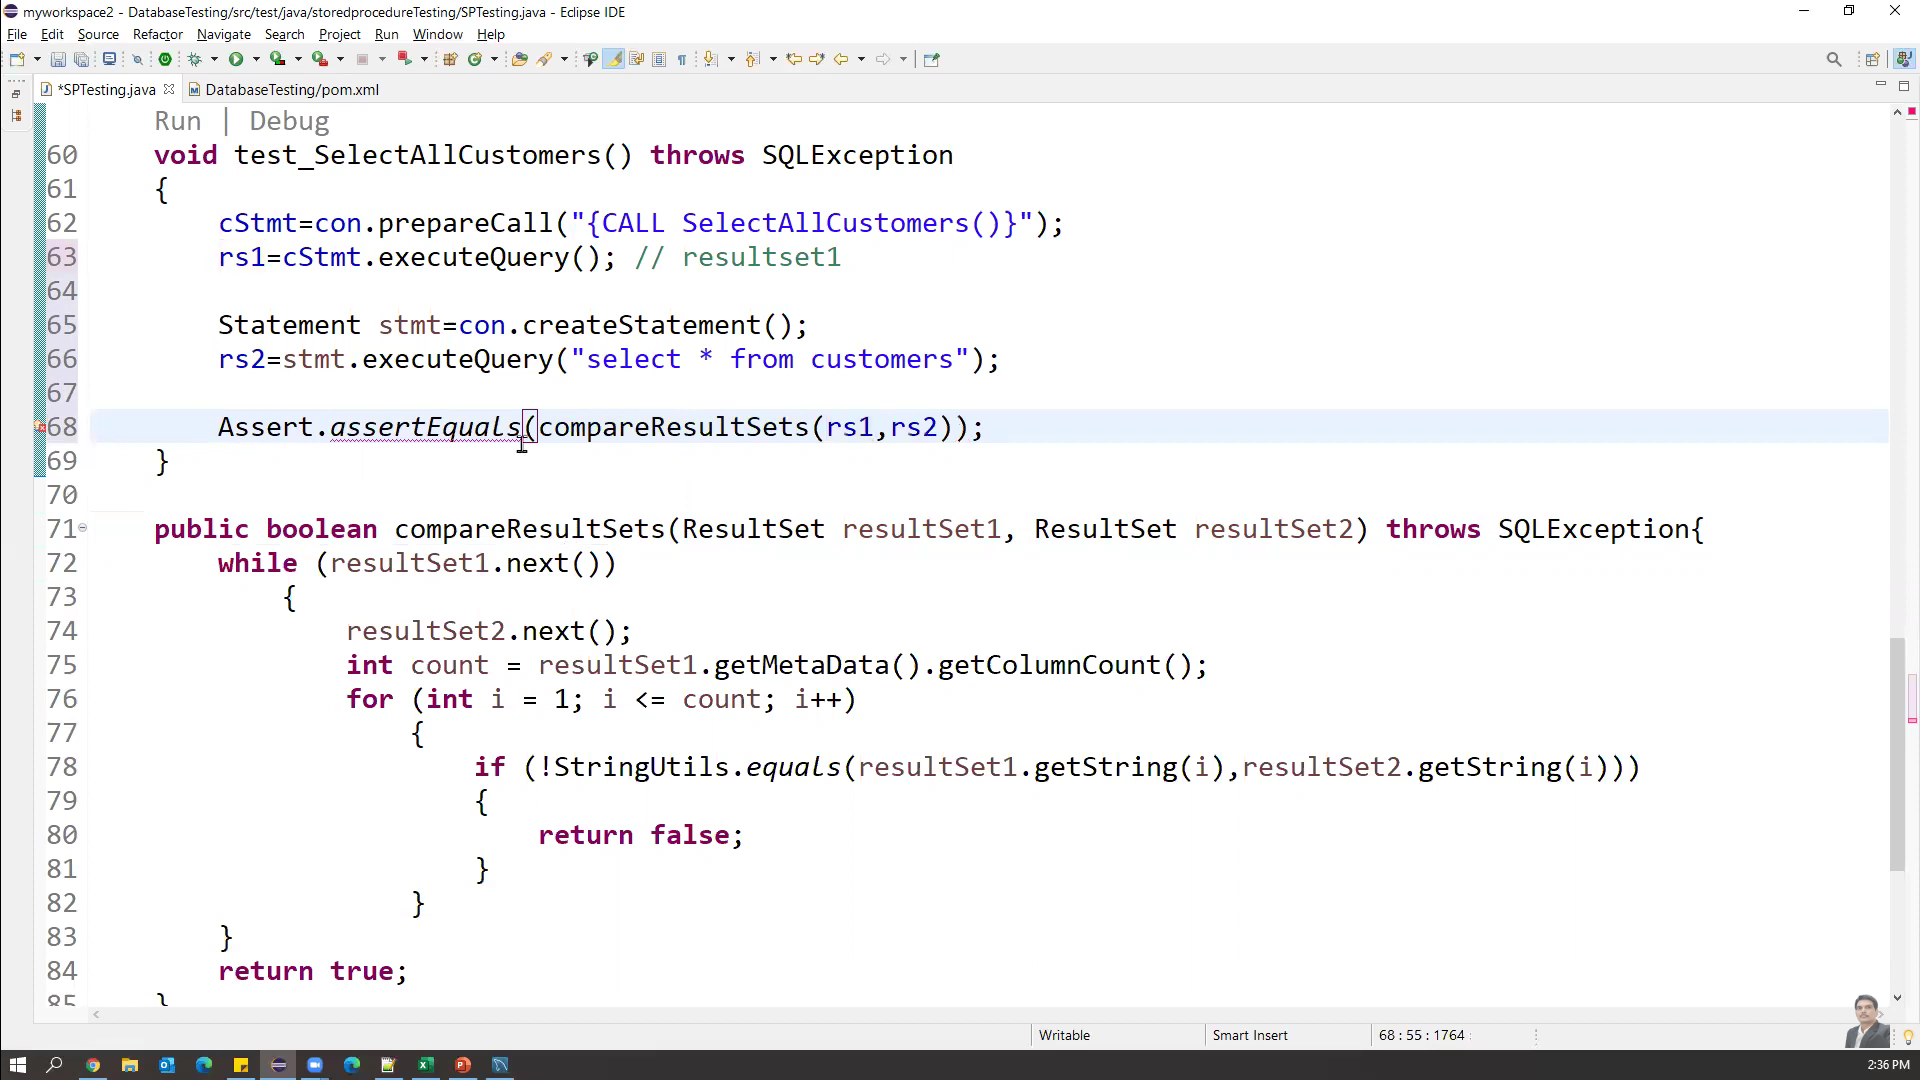 myworkspace2 - DatabaseTesting/src/test/java/storedprocedureTesting/SPTesting.java - Eclipse IDE
File Edit Source Refactor Navigate Search Project Run Window Help
*SPTesting.java DatabaseTesting/pom.xml
Run | Debug
60 void test_SelectAllCustomers() throws SQLException
61 {
62 cStmt=con.prepareCall("{CALL SelectAllCustomers()}");
63 rs1=cStmt.executeQuery(); // resultset1
64
65 Statement stmt=con.createStatement();
66 rs2=stmt.executeQuery("select * from customers");
67
68 Assert.assertEquals(compareResultSets(rs1,rs2));
69 }
70
71 public boolean compareResultSets(ResultSet resultSet1, ResultSet resultSet2) throws SQLException{
72 while (resultSet1.next())
73 {
74 resultSet2.next();
75 int count = resultSet1.getMetaData().getColumnCount();
76 for (int i = 1; i <= count; i++)
77 {
78 if (!StringUtils.equals(resultSet1.getString(i),resultSet2.getString(i)))
79 {
80 return false;
81 }
82 }
83 }
84 return true;
85 }
Writable Smart Insert 68 : 55 : 1764
2:36 PM